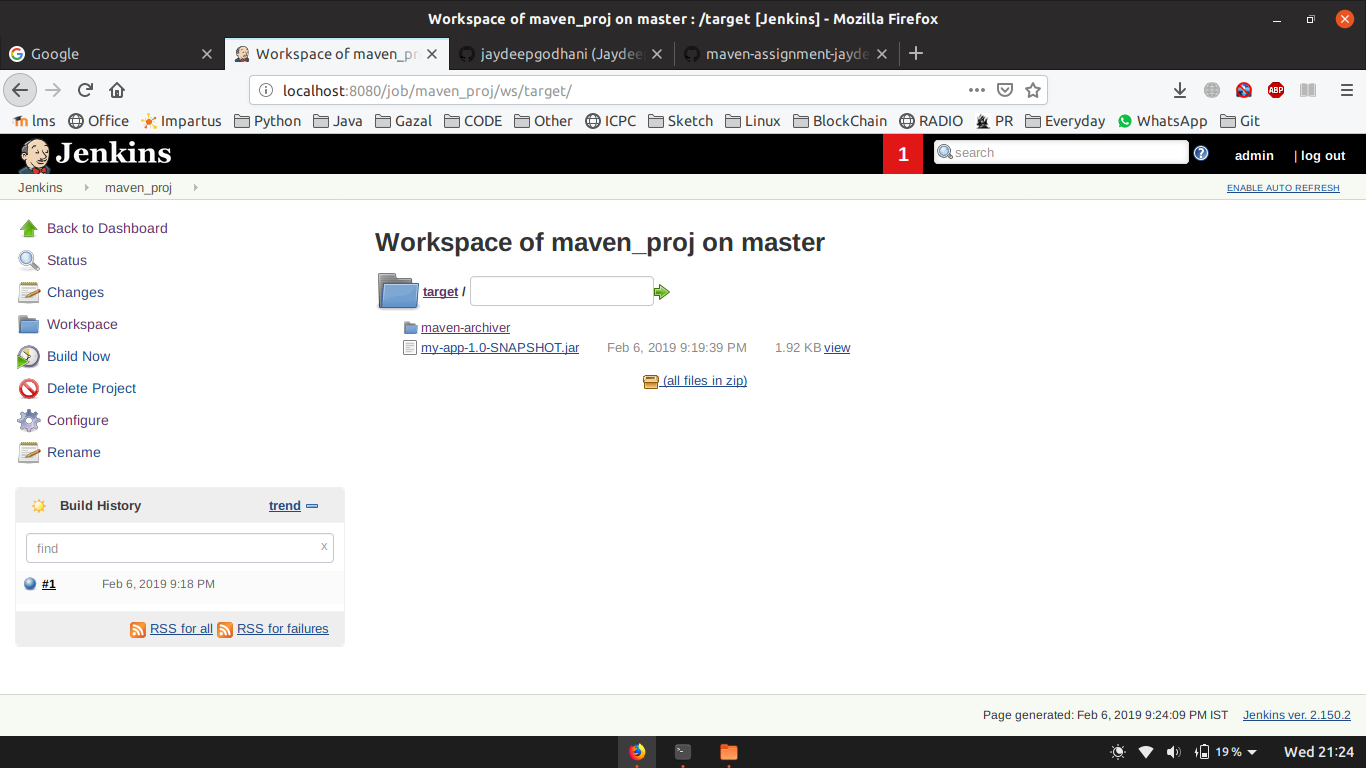 Workspace of maven_proj on master : /target [Jenkins] - Mozilla Firefox
Google
Workspace of maven_pr
jaydeepgodhani (Jaydee
maven-assignment-jayde
localhost:8080/job/maven_proj/ws/target/
ABP
lms Office Impartus Python Java Gazal CODE Other ICPC Sketch Linux BlockChain RADIO PR Everyday WhatsApp Git
Jenkins 1 search ? admin | log out
Jenkins maven_proj ENABLE AUTO REFRESH
Back to Dashboard
Status
Changes
Workspace
Build Now
Delete Project
Configure
Rename
Build History trend
find x
#1 Feb 6, 2019 9:18 PM
RSS for all RSS for failures
Workspace of maven_proj on master
target /
maven-archiver
my-app-1.0-SNAPSHOT.jar Feb 6, 2019 9:19:39 PM 1.92 KB view
(all files in zip)
Page generated: Feb 6, 2019 9:24:09 PM IST Jenkins ver. 2.150.2
19 % Wed 21:24